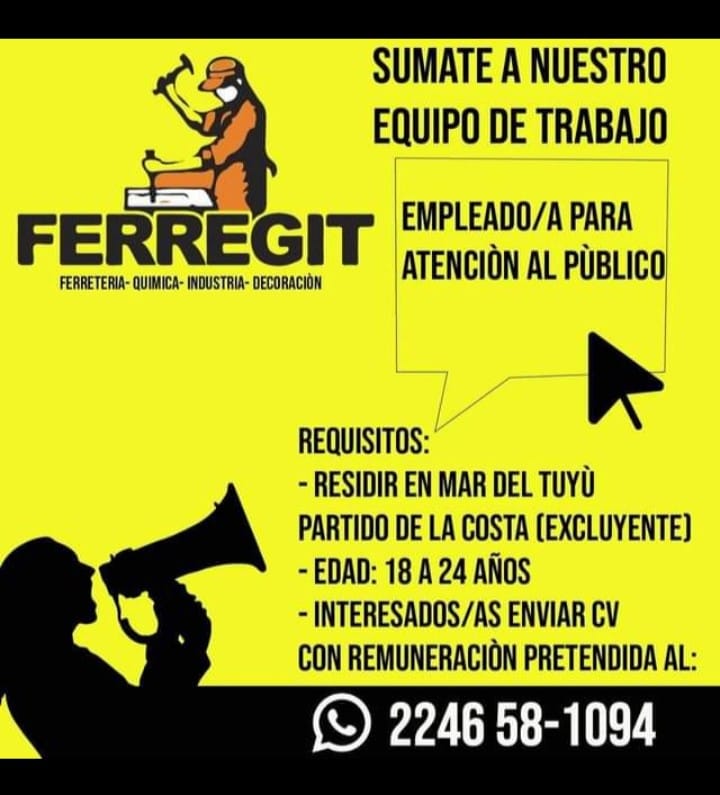 SUMATE A NUESTRO
EQUIPO DE TRABAJO
FERREGIT
FERRETERIA- QUIMICA- INDUSTRIA- DECORACIÒN
EMPLEADO/A PARA
ATENCIÒN AL PÙBLICO
REQUISITOS:
- RESIDIR EN MAR DEL TUYÙ
PARTIDO DE LA COSTA (EXCLUYENTE)
- EDAD: 18 A 24 AÑOS
- INTERESADOS/AS ENVIAR CV
CON REMUNERACIÒN PRETENDIDA AL:
2246 58-1094